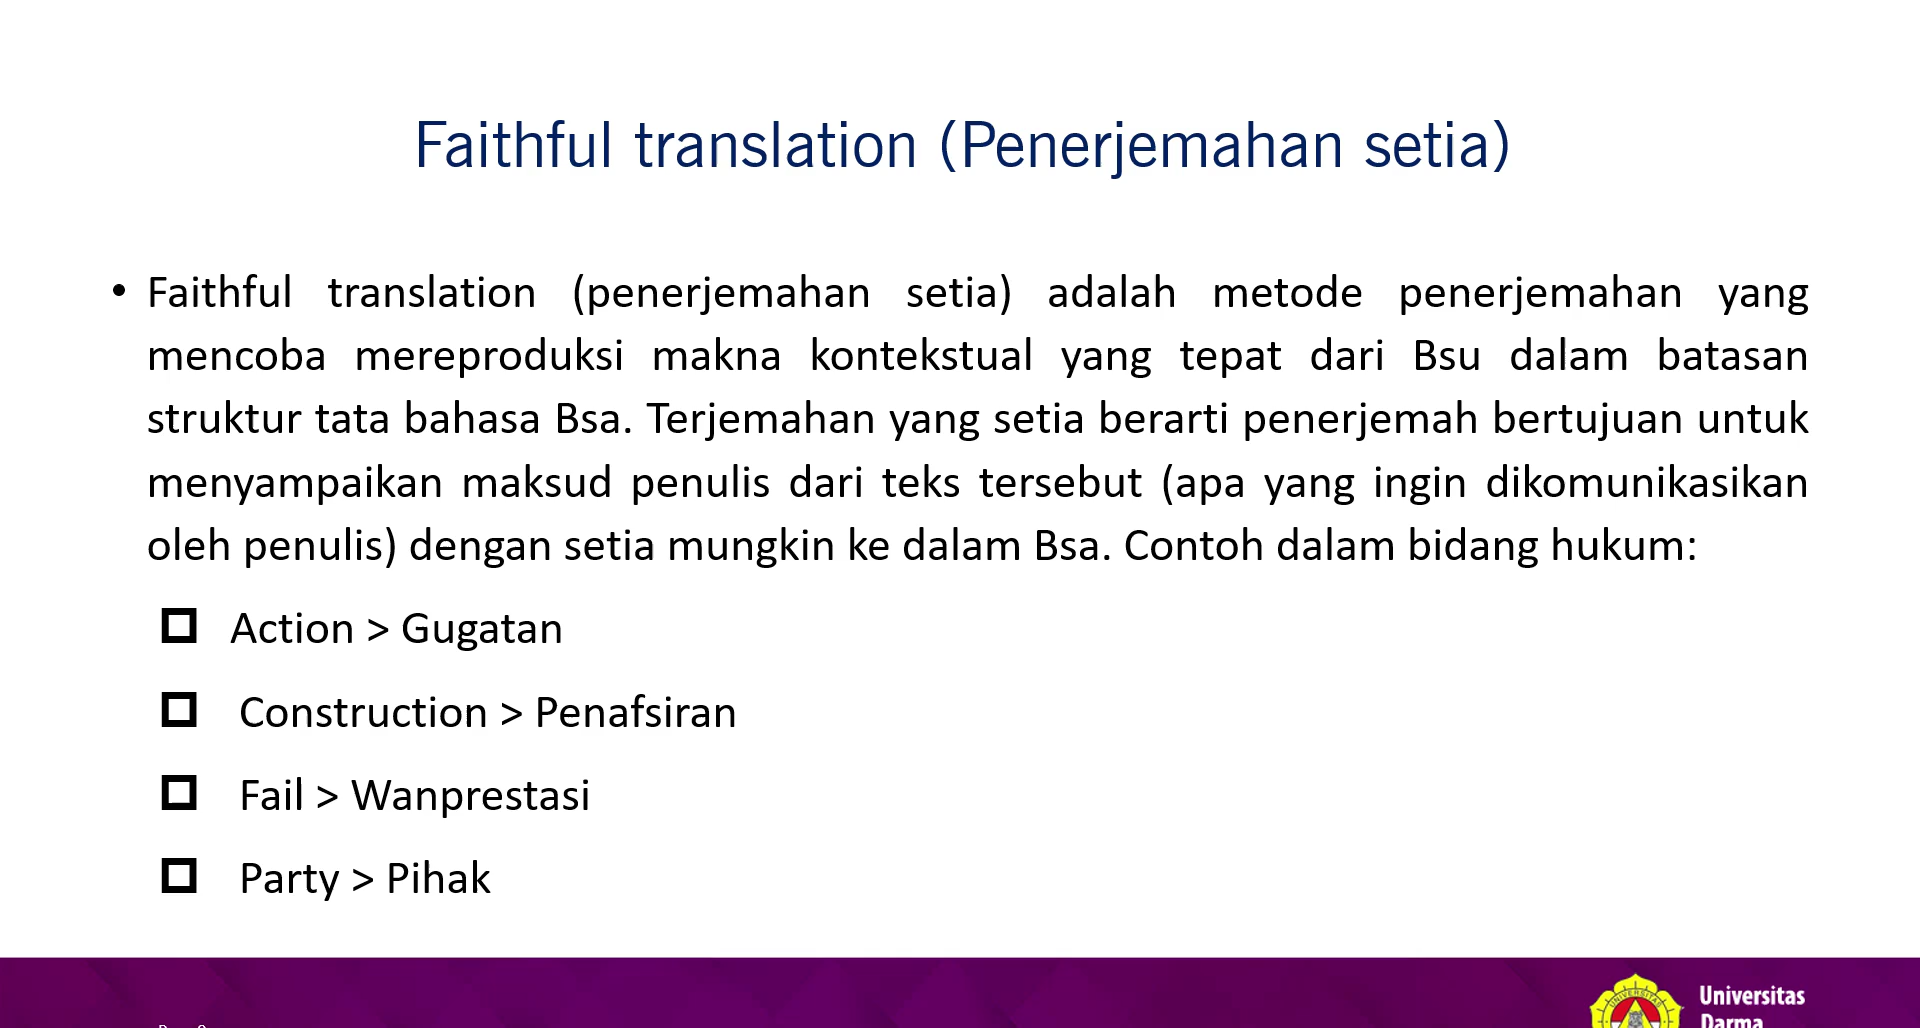 Faithful translation (Penerjemahan setia)
• Faithful translation (penerjemahan setia) adalah metode penerjemahan yang
mencoba mereproduksi makna kontekstual yang tepat dari Bsu dalam batasan
struktur tata bahasa Bsa. Terjemahan yang setia berarti penerjemah bertujuan untuk
menyampaikan maksud penulis dari teks tersebut (apa yang ingin dikomunikasikan
oleh penulis) dengan setia mungkin ke dalam Bsa. Contoh dalam bidang hukum:
Action > Gugatan
Construction > Penafsiran
Fail > Wanprestasi
Party > Pihak
UNIVERSITAS
Universitas
Darma